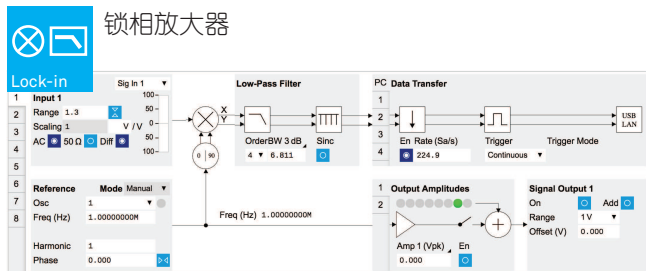 锁相放大器
Lock-in
Sig In 1
Low-Pass Filter
PC Data Transfer
1 Input 1
2 Range 1.3
3 Scaling 1 V / V
4 AC 50 Ω Diff
5
6
7
8
100
50
0
50
100
X
Y
0 90
Order BW 3 dB Sinc
4 6.811
1
2
3
4
En Rate (Sa/s) Trigger Trigger Mode
224.9 Continuous
USB
LAN
Reference Mode Manual
Osc 1
Freq (Hz) 1.00000000M
Harmonic 1
Phase 0.000
Freq (Hz) 1.00000000M
1 Output Amplitudes
2
Amp 1 (Vpk) En
0.000
Signal Output 1
On Add
Range 1 V
Offset (V) 0.000